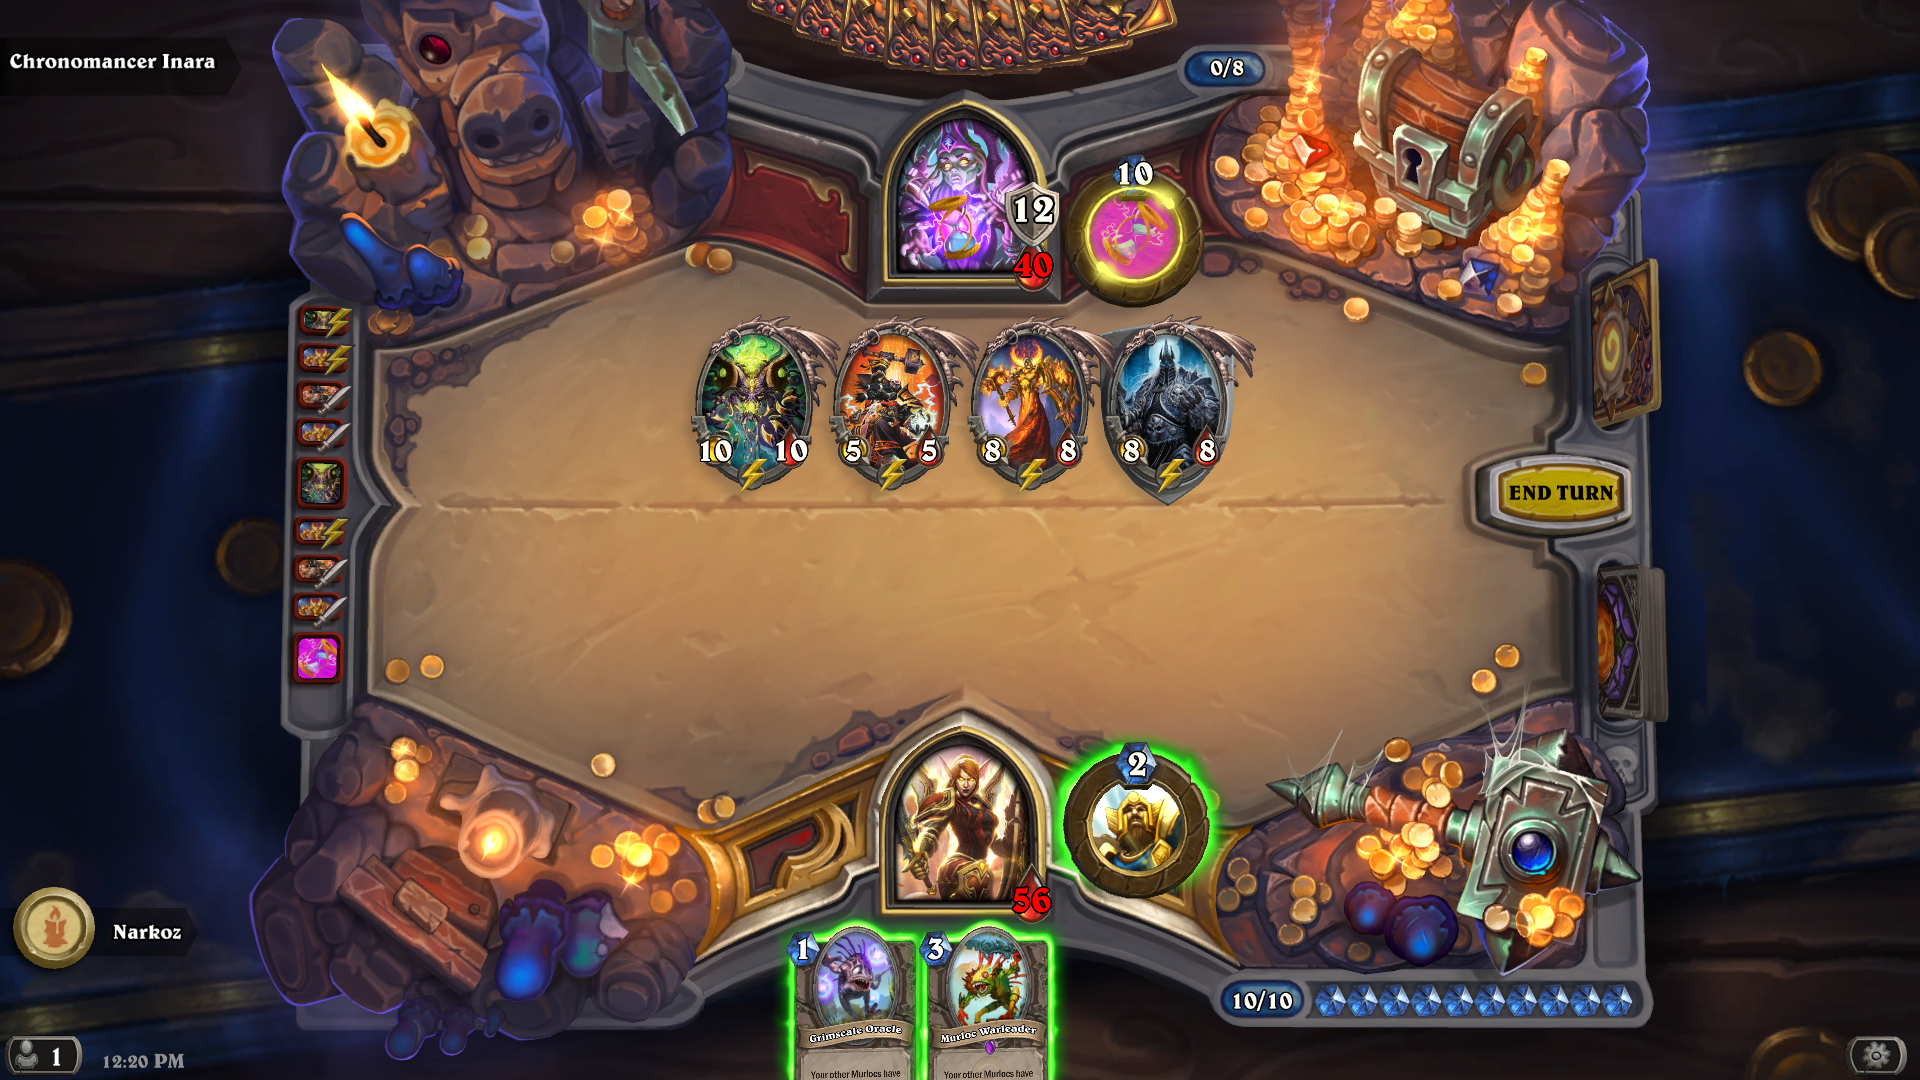 Chronomancer Inara
0/8
10
12
40
10 10
5 5
8 8
8 8
END TURN
2
56
Narkoz
1
Grimscale Oracle
Your other Murlocs have
3
Murloc Warleader
Your other Murlocs have
10/10
1
12:20 PM